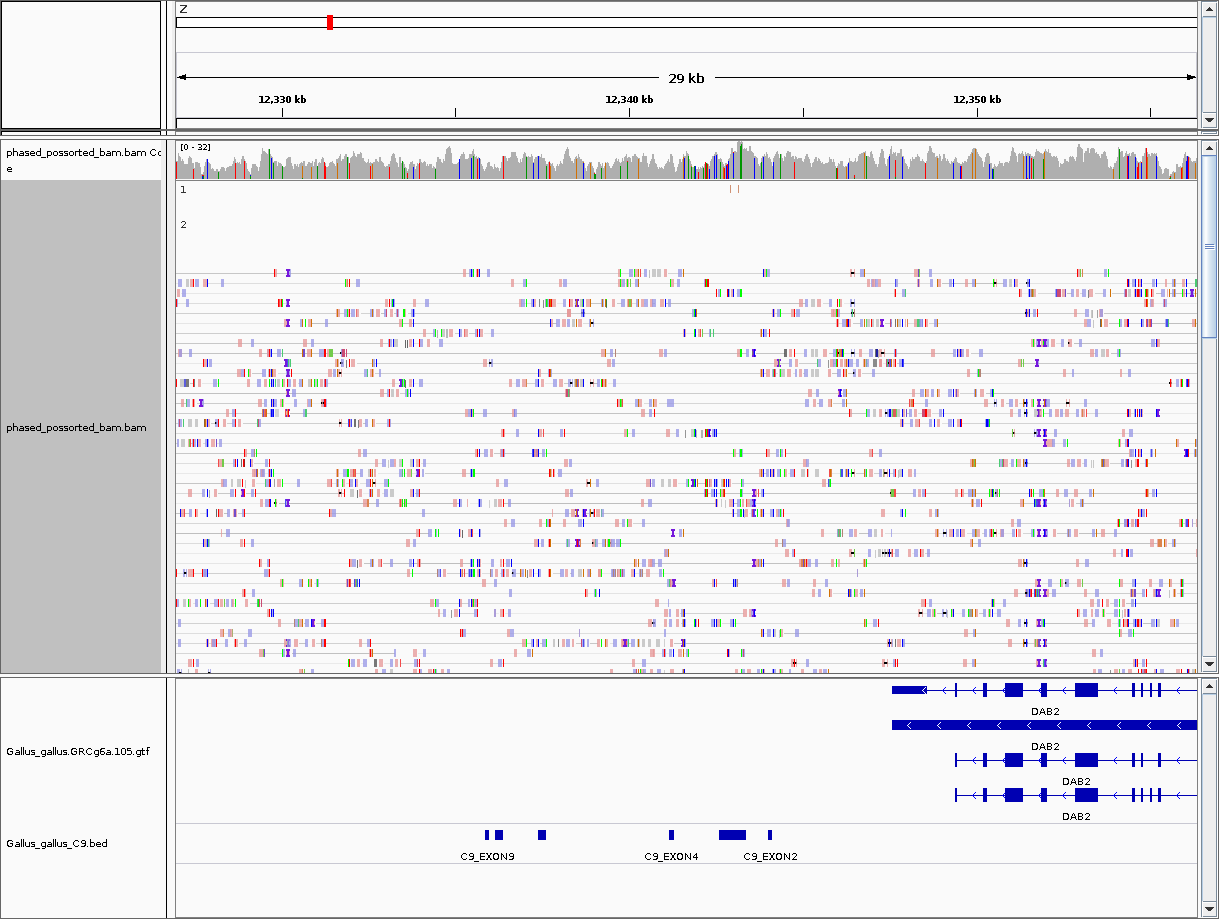 Z
29 kb
12,330 kb 12,340 kb 12,350 kb
phased_possorted_bam.bam Co
e
[0 - 32]
1
2
phased_possorted_bam.bam
DAB2
DAB2
Gallus_gallus.GRCg6a.105.gtf
DAB2
DAB2
Gallus_gallus_C9.bed
C9_EXON9 C9_EXON4 C9_EXON2